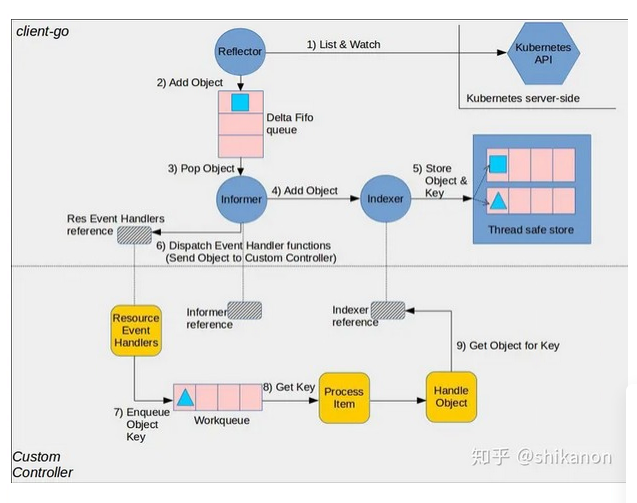 client-go
Reflector
1) List & Watch
Kubernetes
API
Kubernetes server-side
2) Add Object
Delta Fifo
queue
3) Pop Object
Informer
4) Add Object
Indexer
5) Store
Object &
Key
Thread safe store
Res Event Handlers
reference
6) Dispatch Event Handler functions
(Send Object to Custom Controller)
Resource
Event
Handlers
Informer
reference
Indexer
reference
9) Get Object for Key
7) Enqueue
Object
Key
Workqueue
8) Get Key
Process
Item
Handle
Object
Custom
Controller
知乎 @shikanon